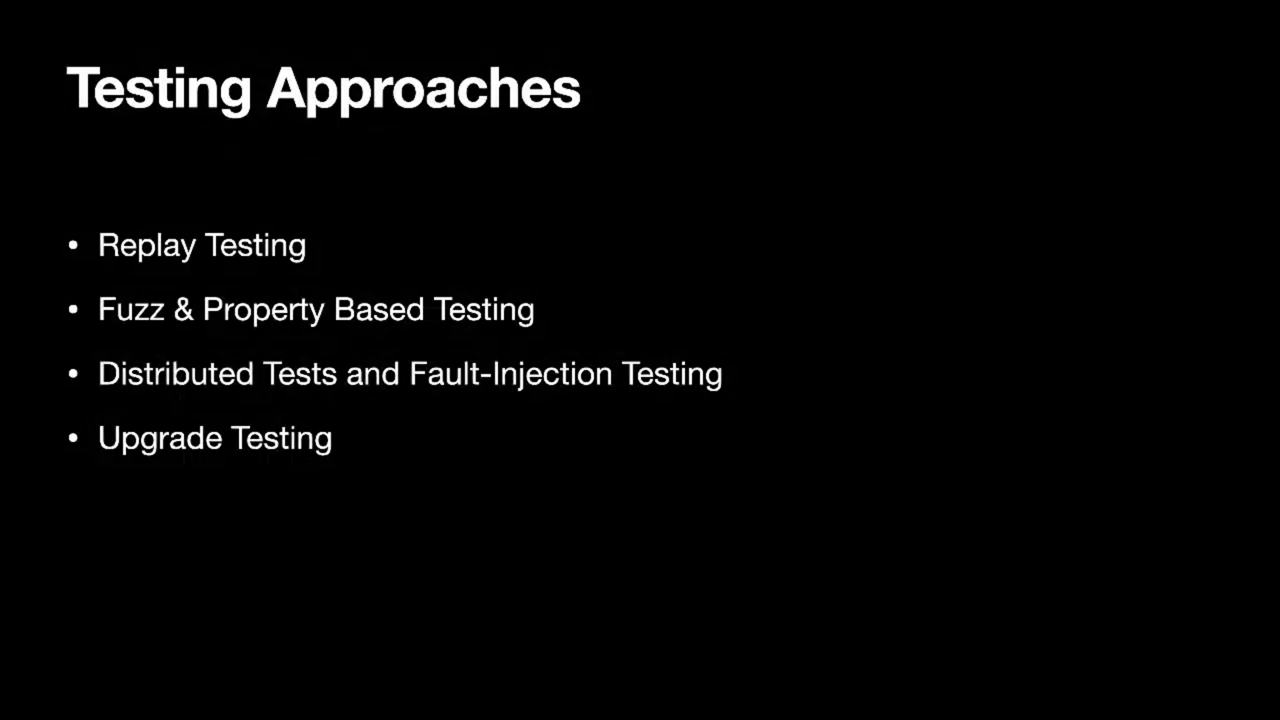 Testing Approaches
• Replay Testing
• Fuzz & Property Based Testing
• Distributed Tests and Fault-Injection Testing
• Upgrade Testing